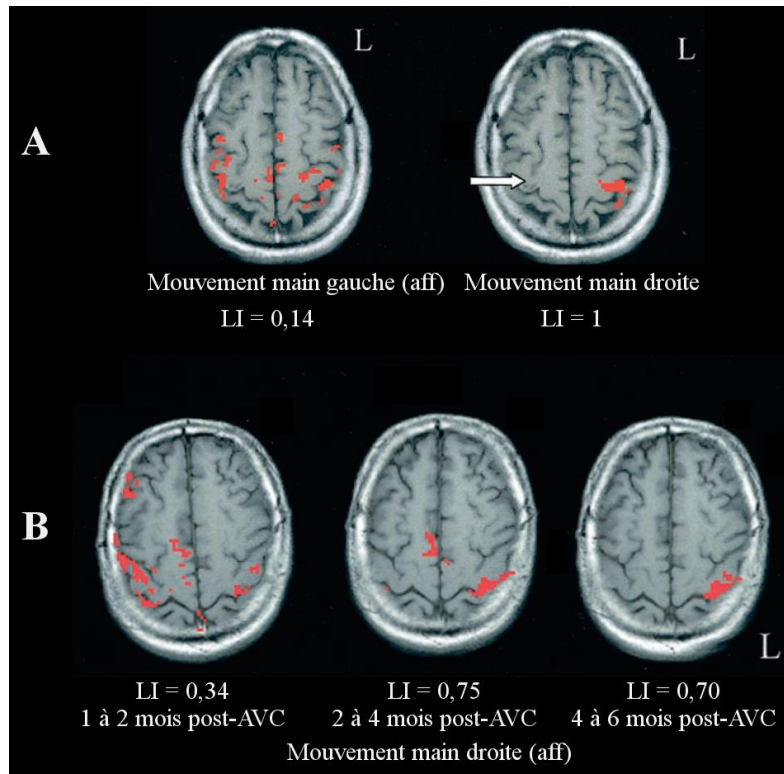 L
L
A
Mouvement main gauche (aff)
Mouvement main droite
LI = 0,14
LI = 1
B
L
LI = 0,34
LI = 0,75
LI = 0,70
1 à 2 mois post-AVC
2 à 4 mois post-AVC
4 à 6 mois post-AVC
Mouvement main droite (aff)